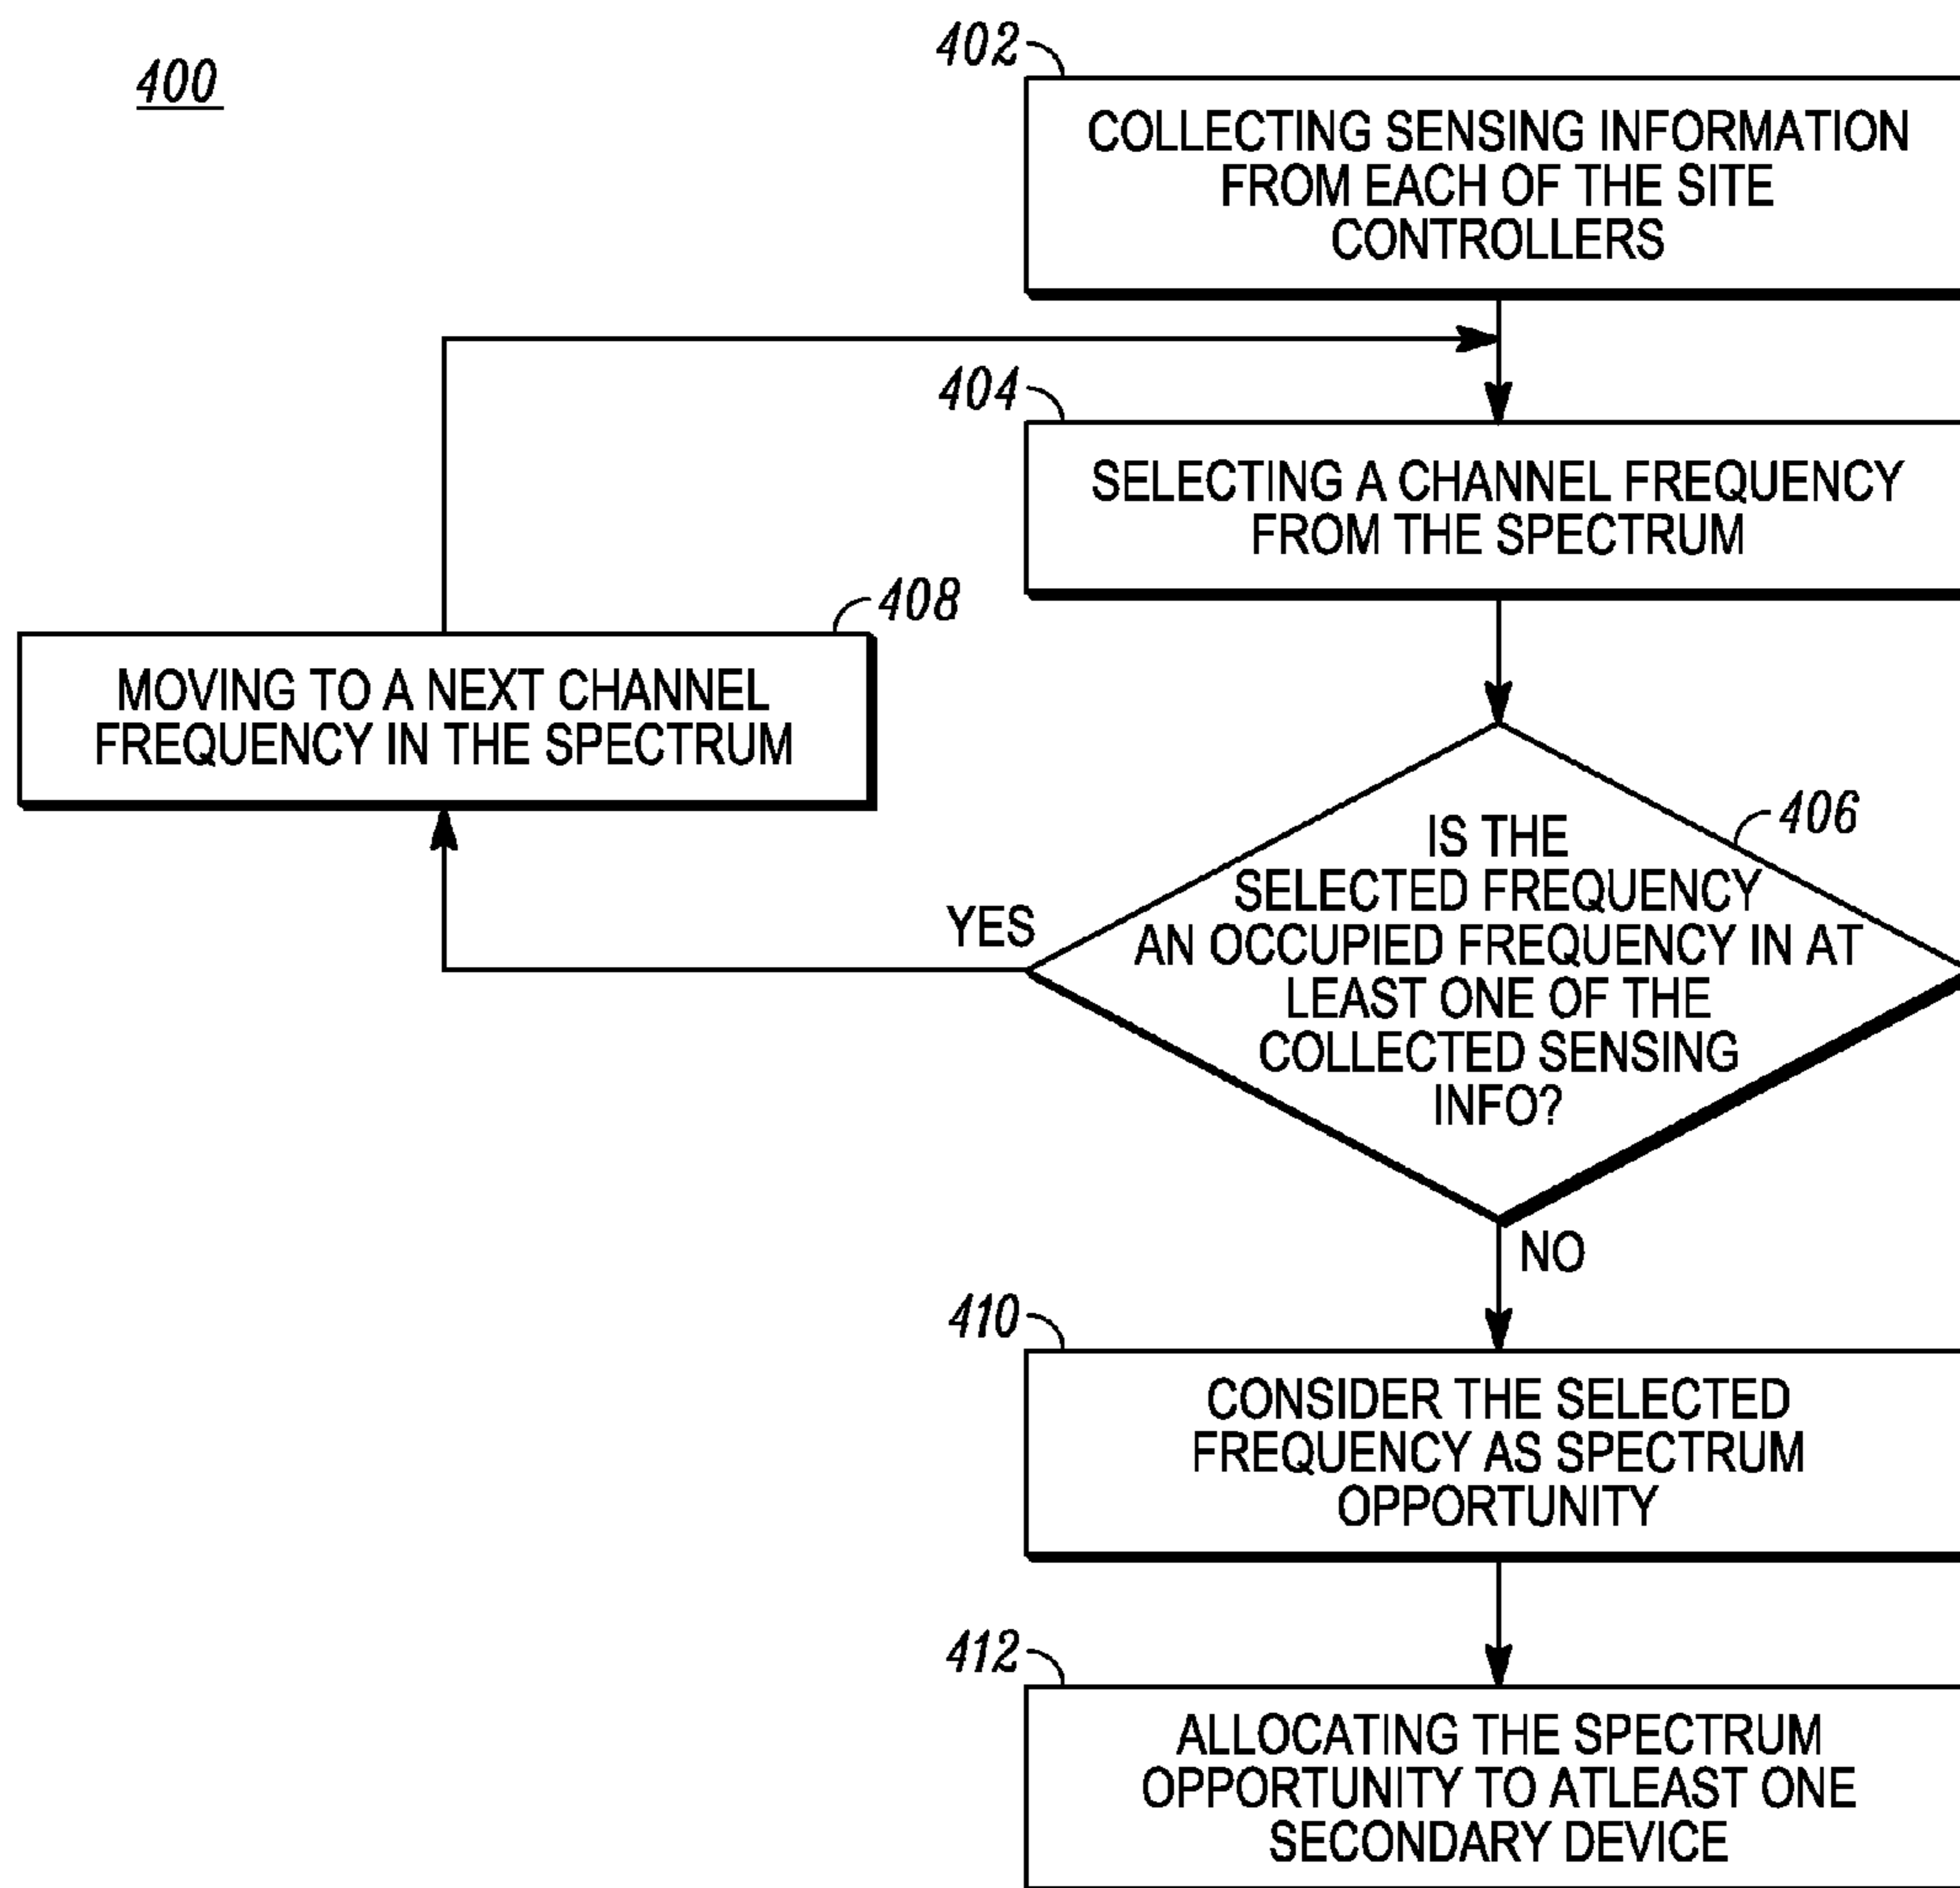 400
402
COLLECTING SENSING INFORMATION
FROM EACH OF THE SITE
CONTROLLERS
404
SELECTING A CHANNEL FREQUENCY
FROM THE SPECTRUM
408
MOVING TO A NEXT CHANNEL
FREQUENCY IN THE SPECTRUM
406
IS THE
SELECTED FREQUENCY
AN OCCUPIED FREQUENCY IN AT
LEAST ONE OF THE
COLLECTED SENSING
INFO?
YES
NO
410
CONSIDER THE SELECTED
FREQUENCY AS SPECTRUM
OPPORTUNITY
412
ALLOCATING THE SPECTRUM
OPPORTUNITY TO ATLEAST ONE
SECONDARY DEVICE